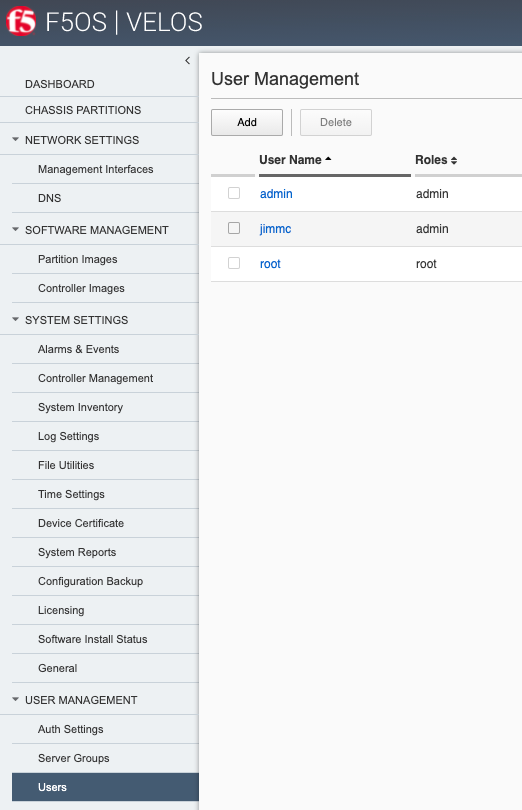 f5 F5OS | VELOS
DASHBOARD
CHASSIS PARTITIONS
NETWORK SETTINGS
Management Interfaces
DNS
SOFTWARE MANAGEMENT
Partition Images
Controller Images
SYSTEM SETTINGS
Alarms & Events
Controller Management
System Inventory
Log Settings
File Utilities
Time Settings
Device Certificate
System Reports
Configuration Backup
Licensing
Software Install Status
General
USER MANAGEMENT
Auth Settings
Server Groups
Users
User Management
Add Delete
User Name Roles
admin admin
jimmc admin
root root